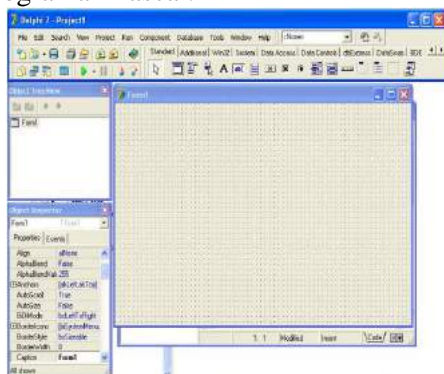 Delphi 7 - Project1
File Edit Search View Project Run Component Database Tools Window Help <None>
Standard Additional Win32 System Data Access Data Controls dbExpress DataSnap BDE
Object TreeView
Form1
Form1
Object Inspector
Form1 TForm1
Properties Events
Align alNone
AlphaBlend False
AlphaBlendVal 255
Anchors [akLeft,akTop]
AutoScroll True
AutoSize False
BiDiMode bdLeftToRight
BorderIcons [biSystemMenu,
BorderStyle bsSizeable
BorderWidth 0
Caption Form1
All shown
1: 1 Modified Insert Code